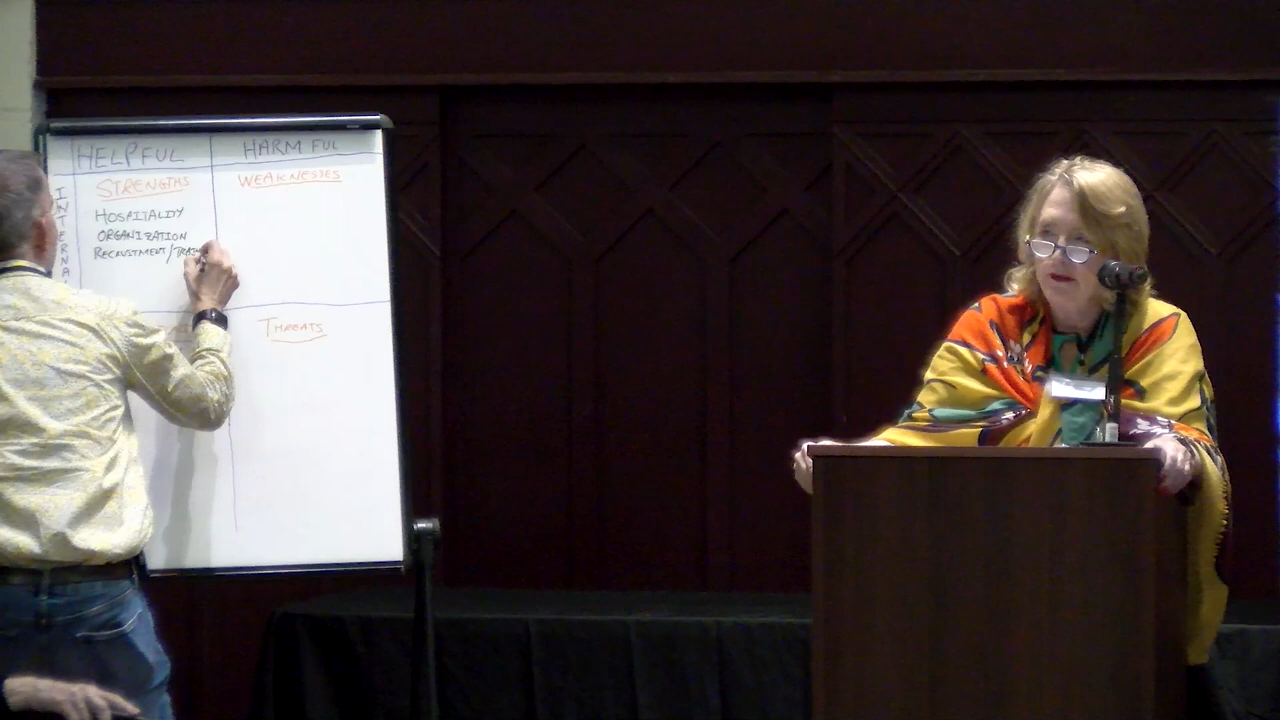 HELPFUL HARMFUL
INTERNA
STRENGTHS WEAKNESSES
HOSPITALITY
ORGANIZATION
RECRUITMENT/
THREATS